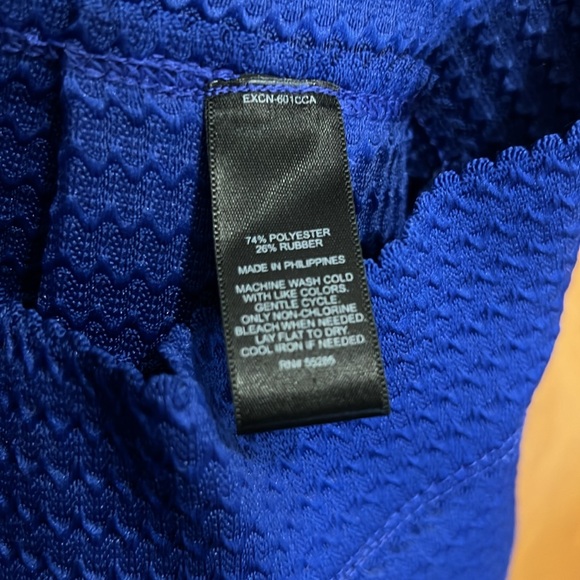 EXCN-601CCA
74% POLYESTER
26% RUBBER
MADE IN PHILIPPINES
MACHINE WASH COLD
WITH LIKE COLORS.
GENTLE CYCLE.
ONLY NON-CHLORINE
BLEACH WHEN NEEDED
LAY FLAT TO DRY.
COOL IRON IF NEEDED.
RN# 55285